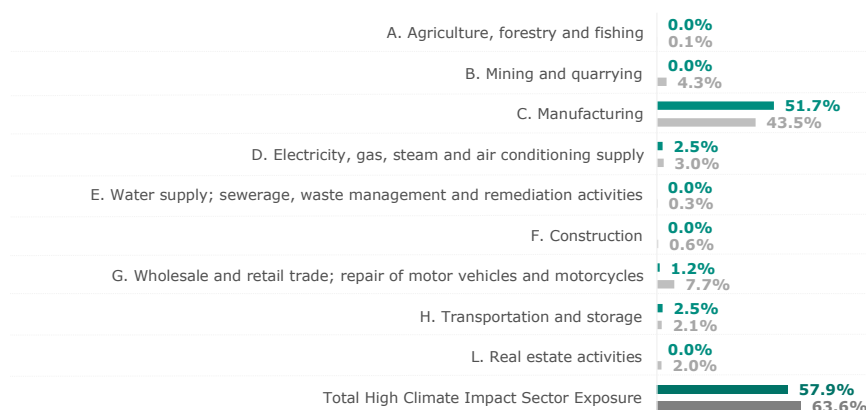 A. Agriculture, forestry and fishing
0.0%
0.1%
B. Mining and quarrying
0.0%
4.3%
C. Manufacturing
51.7%
43.5%
D. Electricity, gas, steam and air conditioning supply
2.5%
3.0%
E. Water supply; sewerage, waste management and remediation activities
0.0%
0.3%
F. Construction
0.0%
0.6%
G. Wholesale and retail trade; repair of motor vehicles and motorcycles
1.2%
7.7%
H. Transportation and storage
2.5%
2.1%
L. Real estate activities
0.0%
2.0%
Total High Climate Impact Sector Exposure
57.9%
63.6%